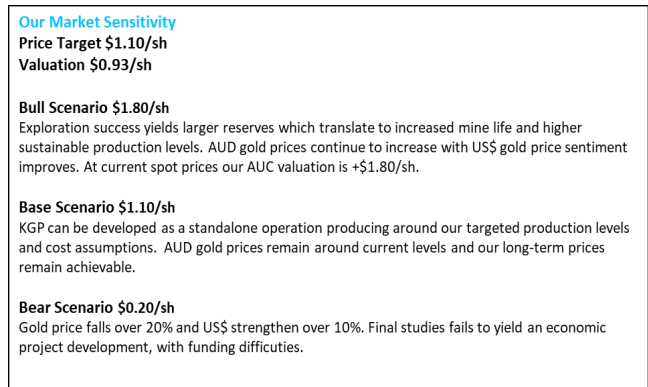 Our Market Sensitivity
Price Target $1.10/sh
Valuation $0.93/sh
Bull Scenario $1.80/sh
Exploration success yields larger reserves which translate to increased mine life and higher
sustainable production levels. AUD gold prices continue to increase with US$ gold price sentiment
improves. At current spot prices our AUC valuation is +$1.80/sh.
Base Scenario $1.10/sh
KGP can be developed as a standalone operation producing around our targeted production levels
and cost assumptions.  AUD gold prices remain around current levels and our long-term prices
remain achievable.
Bear Scenario $0.20/sh
Gold price falls over 20% and US$ strengthen over 10%. Final studies fails to yield an economic
project development, with funding difficuties.